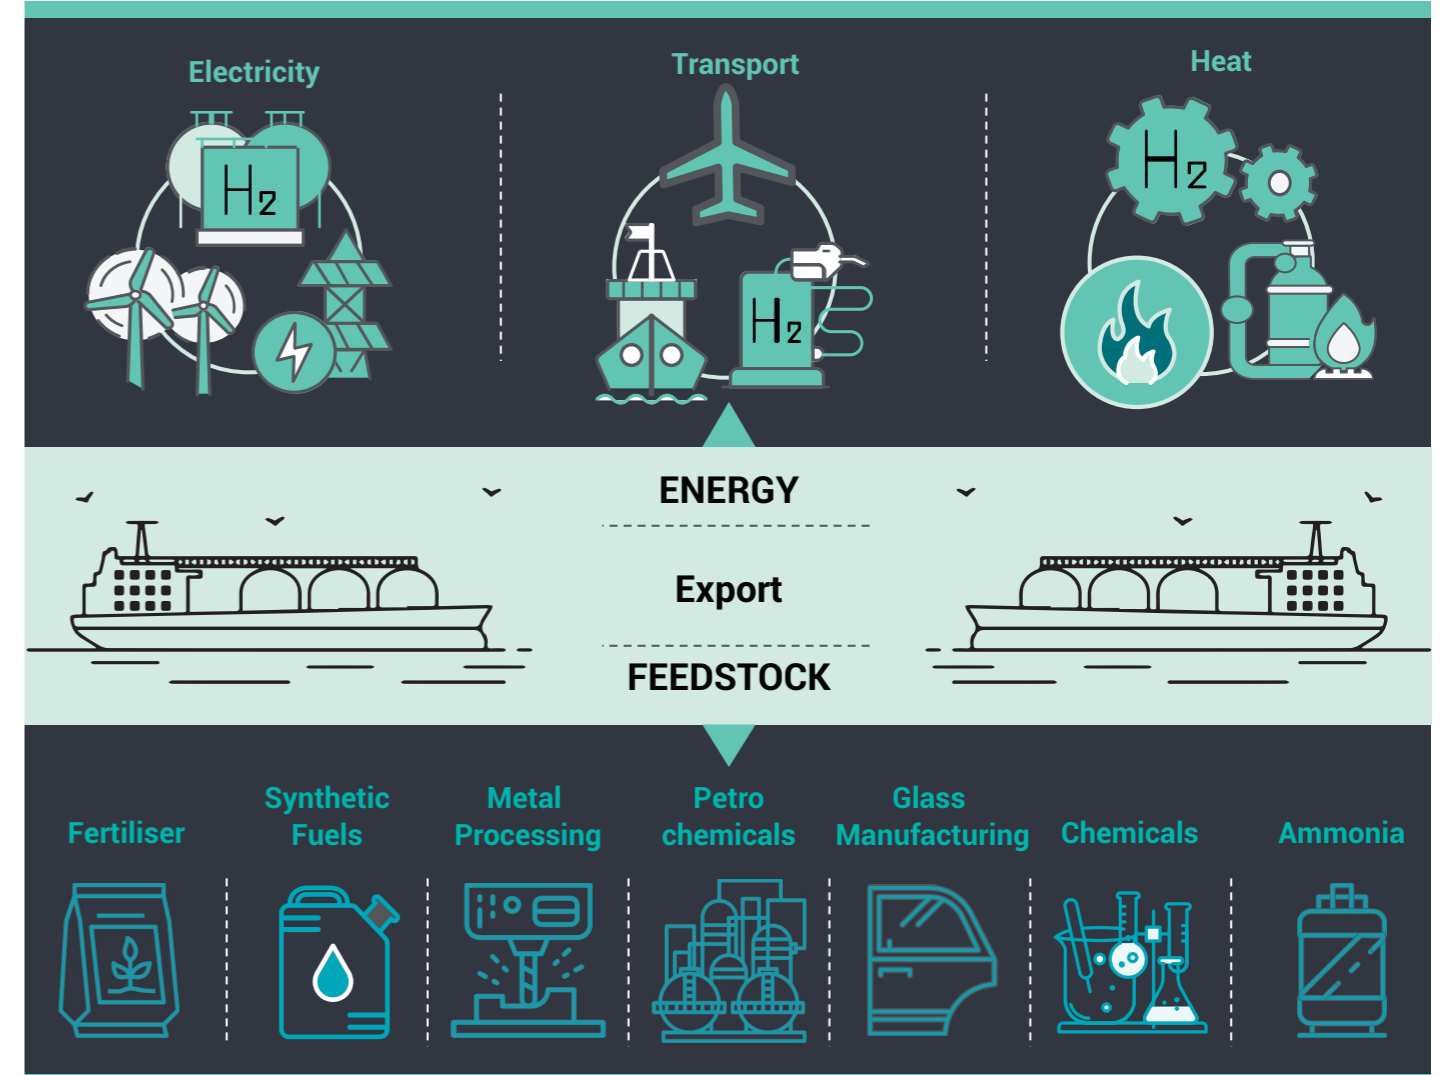 Electricity
Transport
Heat
H2
H2
H2
ENERGY
Export
FEEDSTOCK
Fertiliser
Synthetic
Fuels
Metal
Processing
Petro
chemicals
Glass
Manufacturing
Chemicals
Ammonia